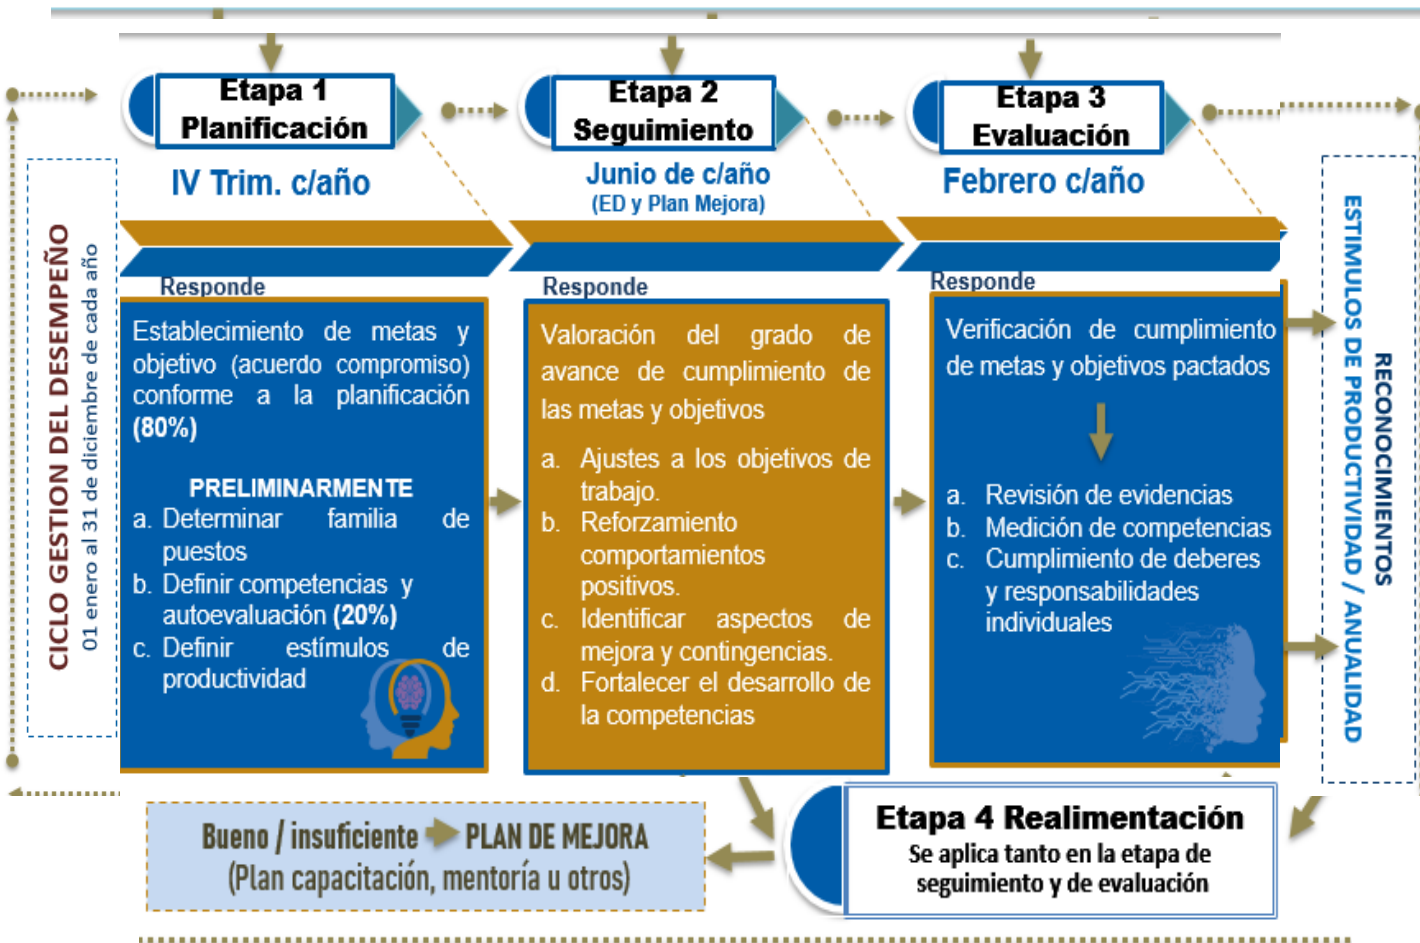 CICLO GESTION DEL DESEMPEÑO
01 enero al 31 de diciembre de cada año
Etapa 1
Planificación
IV Trim. c/año
Responde
Establecimiento de metas y
objetivo (acuerdo compromiso)
conforme a la planificación
(80%)
PRELIMINARMENTE
a. Determinar familia de
puestos
b. Definir competencias y
autoevaluación (20%)
c. Definir estímulos de
productividad
Etapa 2
Seguimiento
Junio de c/año
(ED y Plan Mejora)
Responde
Valoración del grado de
avance de cumplimiento de
las metas y objetivos
a. Ajustes a los objetivos de
trabajo.
b. Reforzamiento
comportamientos
positivos.
c. Identificar aspectos de
mejora y contingencias.
d. Fortalecer el desarrollo de
la competencias
Etapa 3
Evaluación
Febrero c/año
Responde
Verificación de cumplimiento
de metas y objetivos pactados
a. Revisión de evidencias
b. Medición de competencias
c. Cumplimiento de deberes
y responsabilidades
individuales
RECONOCIMIENTOS
ESTIMULOS DE PRODUCTIVIDAD / ANUALIDAD
Etapa 4 Realimentación
Se aplica tanto en la etapa de
seguimiento y de evaluación
Bueno / insuficiente PLAN DE MEJORA
(Plan capacitación, mentoría u otros)